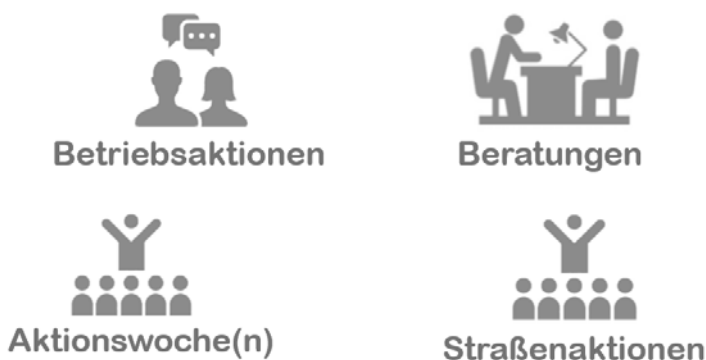 Betriebsaktionen
Beratungen
Aktionswoche(n)
Straßenaktionen